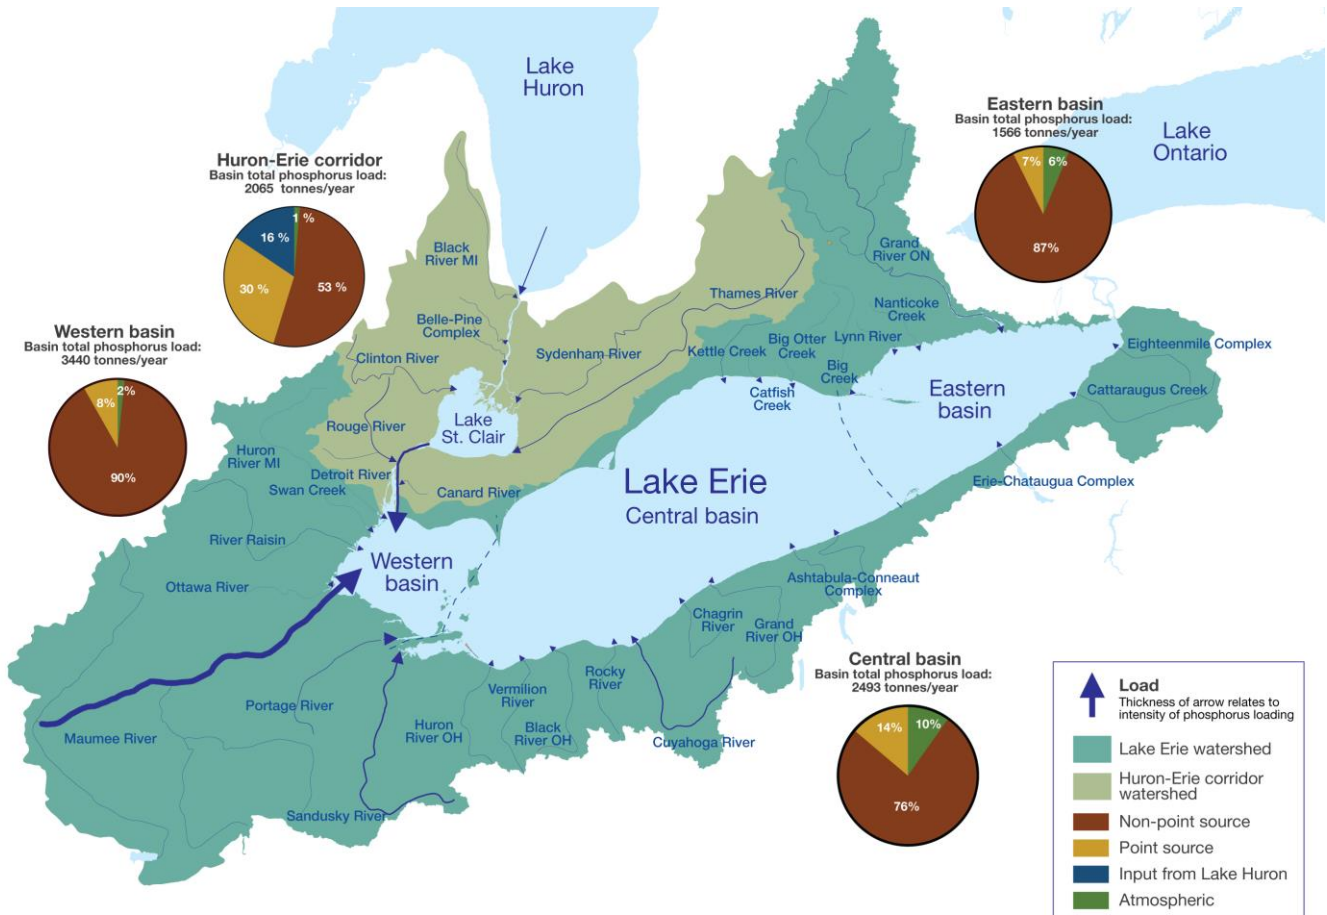 Lake
Huron
Lake
Ontario
Eastern basin
Basin total phosphorus load:
1566 tonnes/year
7%
6%
87%
Huron-Erie corridor
Basin total phosphorus load:
2065 tonnes/year
1 %
16 %
30 %
53 %
Western basin
Basin total phosphorus load:
3440 tonnes/year
2%
8%
90%
Black
River MI
Belle-Pine
Complex
Clinton River
Sydenham River
Thames River
Grand
River ON
Nanticoke
Creek
Lynn River
Big Otter
Creek
Kettle Creek
Big
Creek
Catfish
Creek
Eighteenmile Complex
Cattaraugus Creek
Eastern
basin
Lake
St. Clair
Rouge River
Huron
River MI
Detroit River
Swan Creek
Canard River
Lake Erie
Central basin
Erie-Chataugua Complex
River Raisin
Western
basin
Ottawa River
Ashtabula-Conneaut
Complex
Chagrin
River
Grand
River OH
Rocky
River
Vermilion
River
Portage River
Huron
River OH
Black
River OH
Maumee River
Cuyahoga River
Sandusky River
Central basin
Basin total phosphorus load:
2493 tonnes/year
14%
10%
76%
Load
Thickness of arrow relates to
intensity of phosphorus loading
Lake Erie watershed
Huron-Erie corridor
watershed
Non-point source
Point source
Input from Lake Huron
Atmospheric